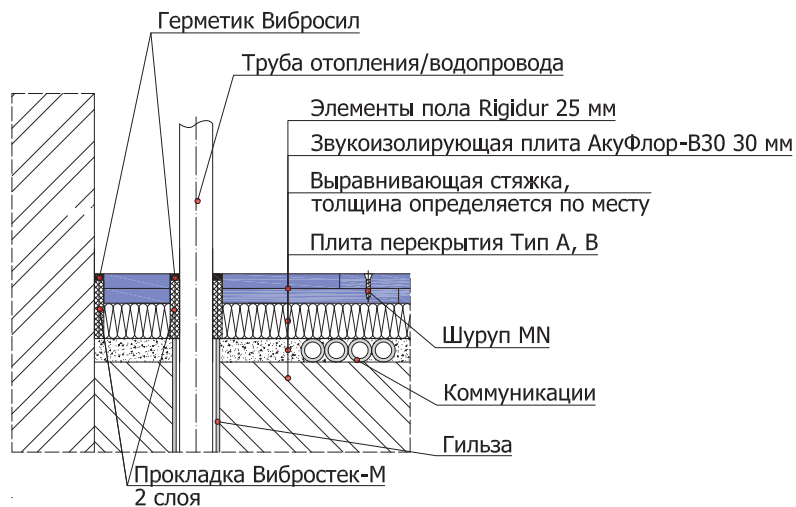 Герметик Вибросил
Труба отопления/водопровода
Элементы пола Rigidur 25 мм
Звукоизолирующая плита АкуФлор-В30 30 мм
Выравнивающая стяжка,
толщина определяется по месту
Плита перекрытия Тип А, В
Шуруп MN
Коммуникации
Гильза
Прокладка Вибростек-М
2 слоя